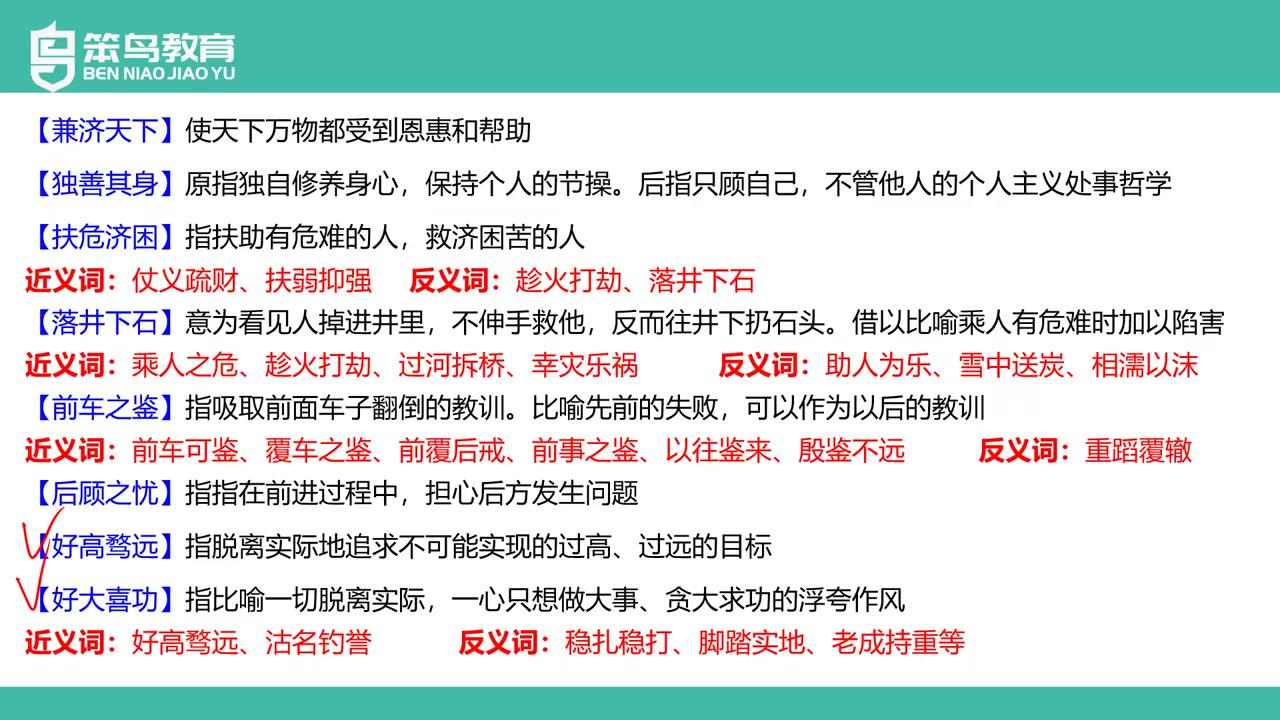 笨鸟教育
BEN NIAO JIAO YU
【兼济天下】使天下万物都受到恩惠和帮助
【独善其身】原指独自修养身心，保持个人的节操。后指只顾自己，不管他人的个人主义处事哲学
【扶危济困】指扶助有危难的人，救济困苦的人
近义词：仗义疏财、扶弱抑强 反义词：趁火打劫、落井下石
【落井下石】意为看见人掉进井里，不伸手救他，反而往井下扔石头。借以比喻乘人有危难时加以陷害
近义词：乘人之危、趁火打劫、过河拆桥、幸灾乐祸 反义词：助人为乐、雪中送炭、相濡以沫
【前车之鉴】指吸取前面车子翻倒的教训。比喻先前的失败，可以作为以后的教训
近义词：前车可鉴、覆车之鉴、前覆后戒、前事之鉴、以往鉴来、殷鉴不远 反义词：重蹈覆辙
【后顾之忧】指指在前进过程中，担心后方发生问题
【好高骛远】指脱离实际地追求不可能实现的过高、过远的目标
【好大喜功】指比喻一切脱离实际，一心只想做大事、贪大求功的浮夸作风
近义词：好高骛远、沽名钓誉 反义词：稳扎稳打、脚踏实地、老成持重等